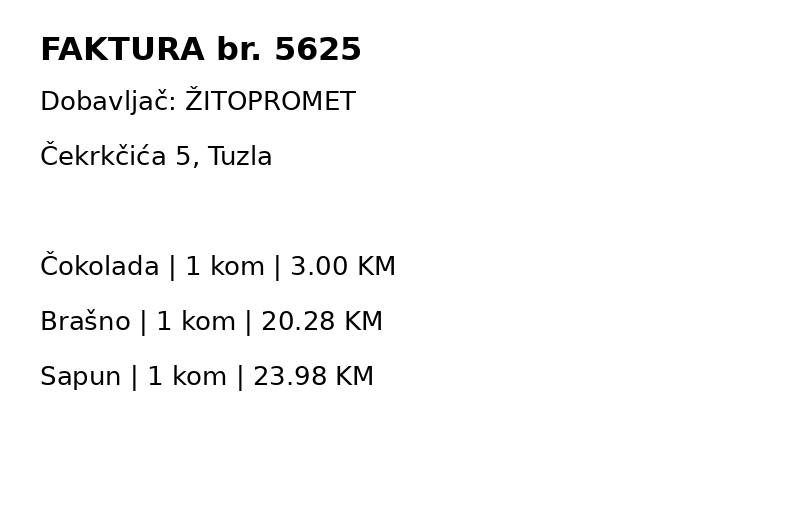 FAKTURA br. 5625
Dobavljač: ŽITOPROMET
Čekrkčića 5, Tuzla
Čokolada | 1 kom | 3.00 KM
Brašno | 1 kom | 20.28 KM
Sapun | 1 kom | 23.98 KM